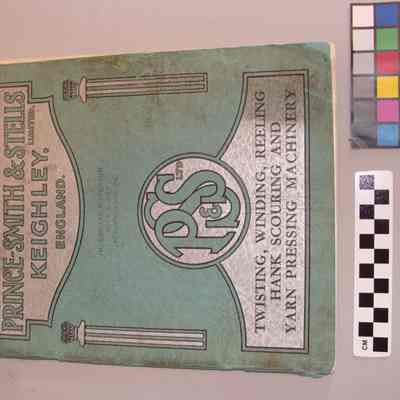 PRINCE-SMITH & STELLS
LIMITED.
KEIGHLEY,
ENGLAND.
PS&S
LTD
TWISTING, WINDING, REELING
HANK SCOURING AND
YARN PRESSING MACHINERY
CM